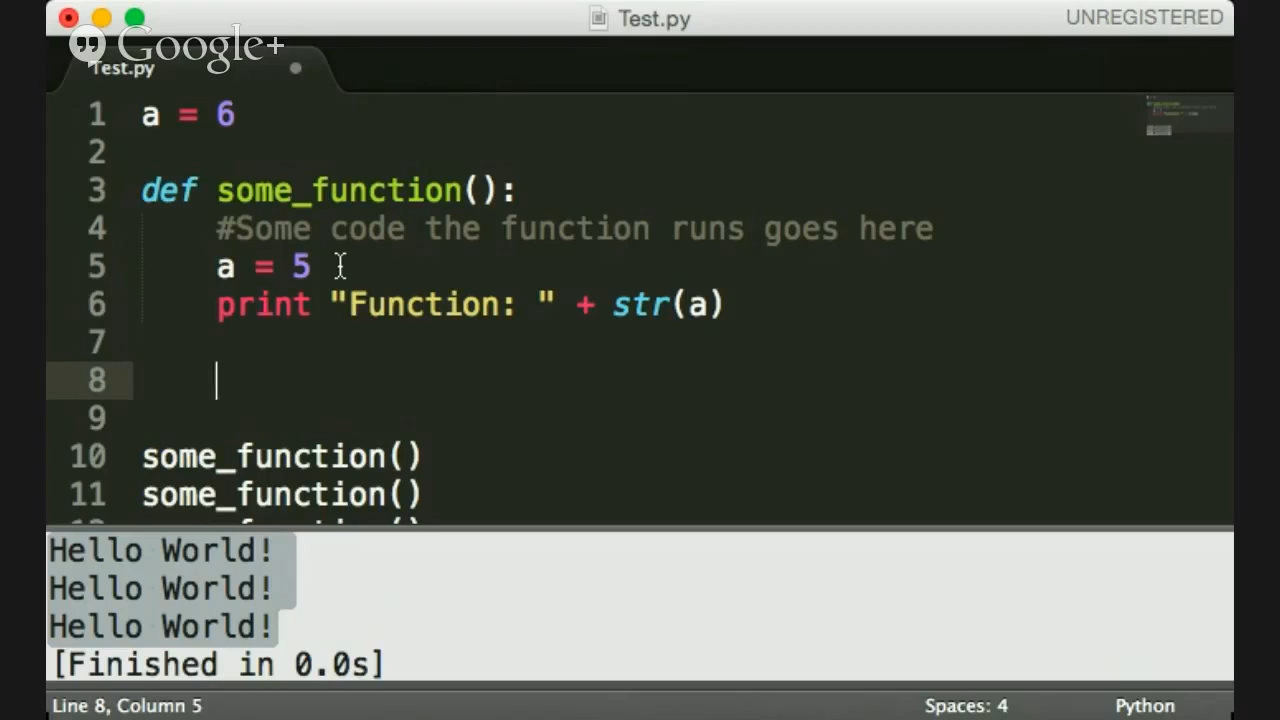 Test.py
UNREGISTERED
Google+
Test.py
1 a = 6
2
3 def some_function():
4 #Some code the function runs goes here
5 a = 5
6 print "Function: " + str(a)
7
8
9
10 some_function()
11 some_function()
Hello World!
Hello World!
Hello World!
[Finished in 0.0s]
Line 8, Column 5
Spaces: 4
Python